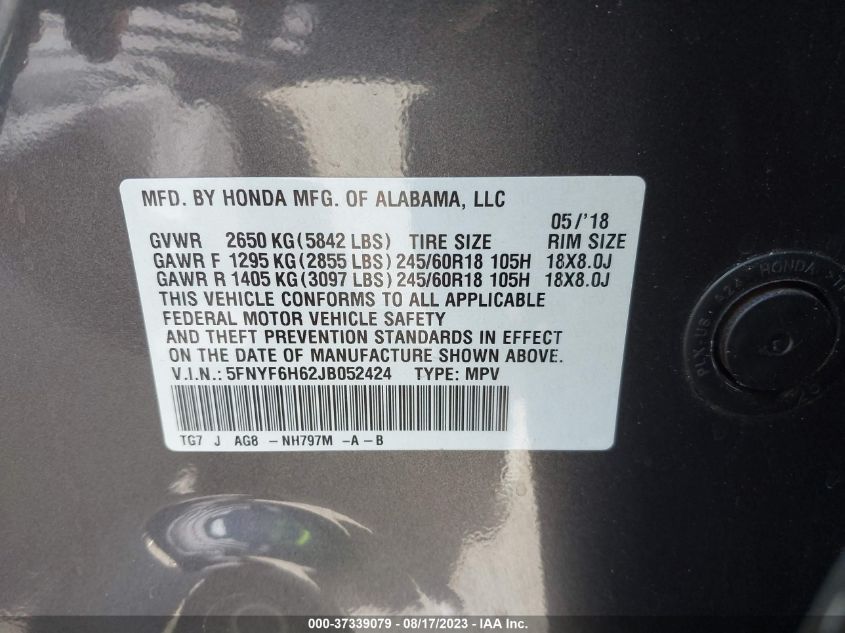 MFD. BY HONDA MFG. OF ALABAMA, LLC
05/'18
GVWR 2650 KG(5842 LBS) TIRE SIZE RIM SIZE
GAWR F 1295 KG(2855 LBS) 245/60R18 105H 18X8.0J
GAWR R 1405 KG(3097 LBS) 245/60R18 105H 18X8.0J
THIS VEHICLE CONFORMS TO ALL APPLICABLE
FEDERAL MOTOR VEHICLE SAFETY
AND THEFT PREVENTION STANDARDS IN EFFECT
ON THE DATE OF MANUFACTURE SHOWN ABOVE.
V.I.N.: 5FNYF6H62JB052424 TYPE: MPV
TG7 J AG8 - NH797M -A-B
HONDA
000-37339079 - 08/17/2023 - IAA, Inc.